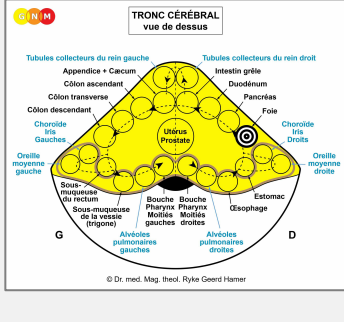 GNM
TRONC CÉRÉBRAL
vue de dessus
Tubules collecteurs du rein gauche
Tubules collecteurs du rein droit
Appendice + Cæcum
Intestin grêle
Côlon ascendant
Duodénum
Côlon transverse
Pancréas
Côlon descendant
Foie
Choroïde
Iris
Gauches
Utérus
Prostate
Choroïde
Iris
Droits
Oreille
moyenne
gauche
Oreille
moyenne
droite
Sous-
muqueuse
du rectum
Sous-muqueuse
de la vessie
(trigone)
Bouche
Pharynx
Moitiés
gauches
Bouche
Pharynx
Moitiés
droites
Estomac
Œsophage
Alvéoles
pulmonaires
gauches
Alvéoles
pulmonaires
droites
G
D
© Dr. med. Mag. theol. Ryke Geerd Hamer